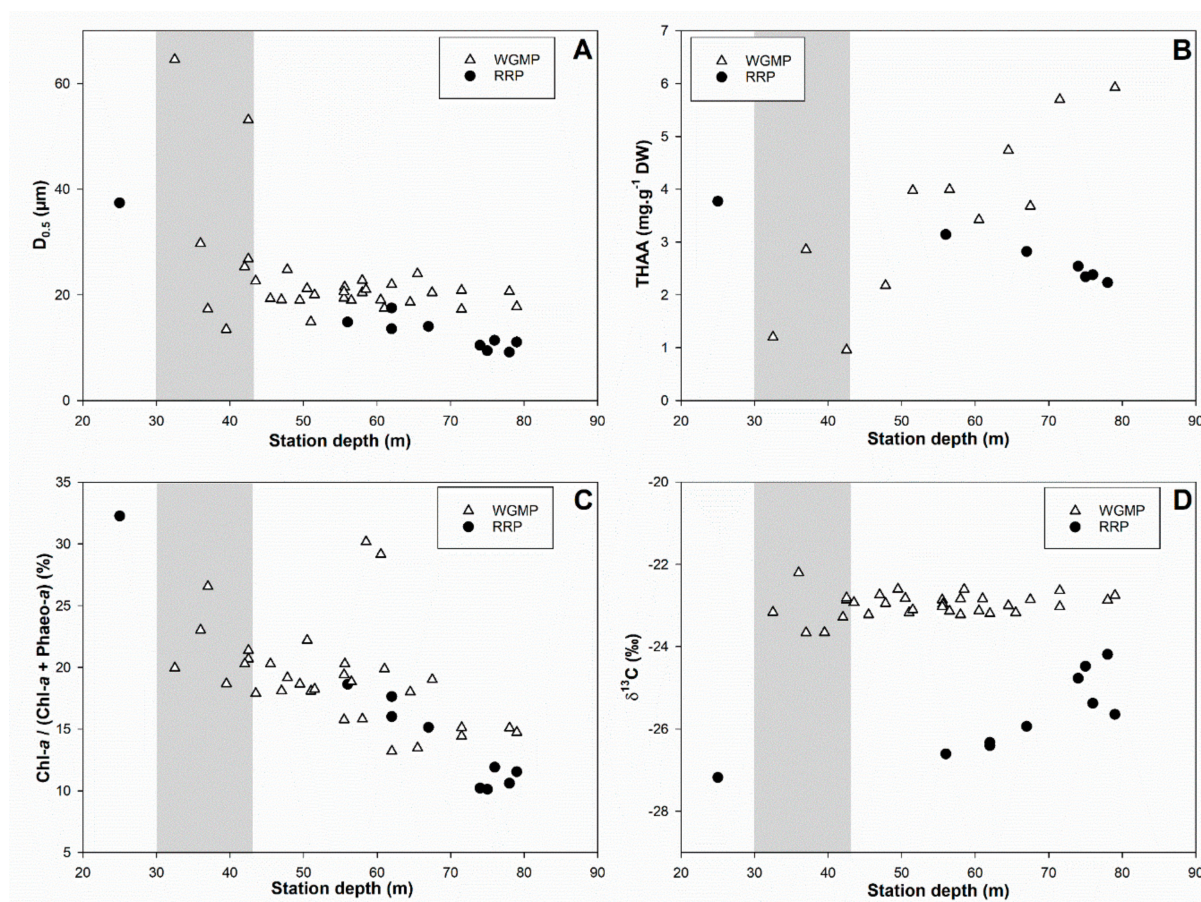 A
WGMP
RRP
60
40
20
0
D0.5 (µm)
20 30 40 50 60 70 80 90
Station depth (m)
B
WGMP
RRP
7
6
5
4
3
2
1
0
THAA (mg.g-1 DW)
20 30 40 50 60 70 80 90
Station depth (m)
C
WGMP
RRP
35
30
25
20
15
10
5
Chl-a / (Chl-a + Phaeo-a) (%)
20 30 40 50 60 70 80 90
Station depth (m)
D
WGMP
RRP
-20
-22
-24
-26
-28
δ13C (‰)
20 30 40 50 60 70 80 90
Station depth (m)